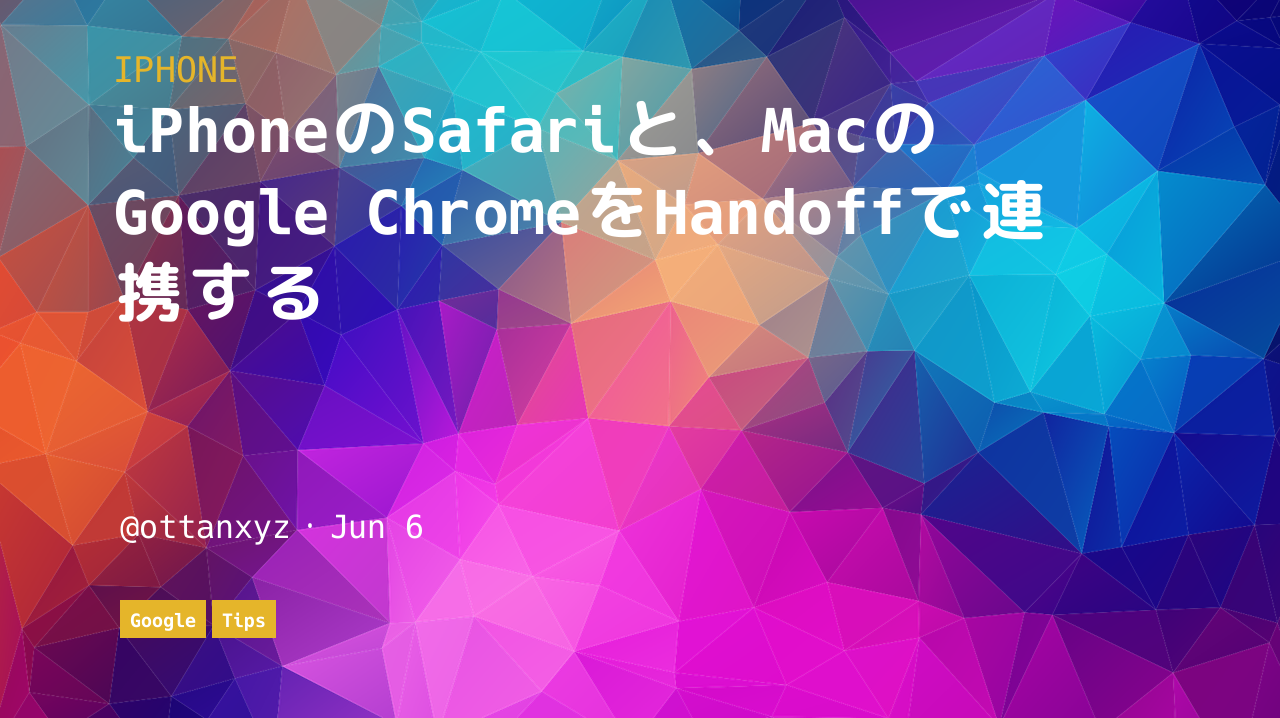 IPHONE
iPhoneのSafariと、Macの
Google ChromeをHandoffで連
携する
@ottanxyz・Jun 6
Google Tips